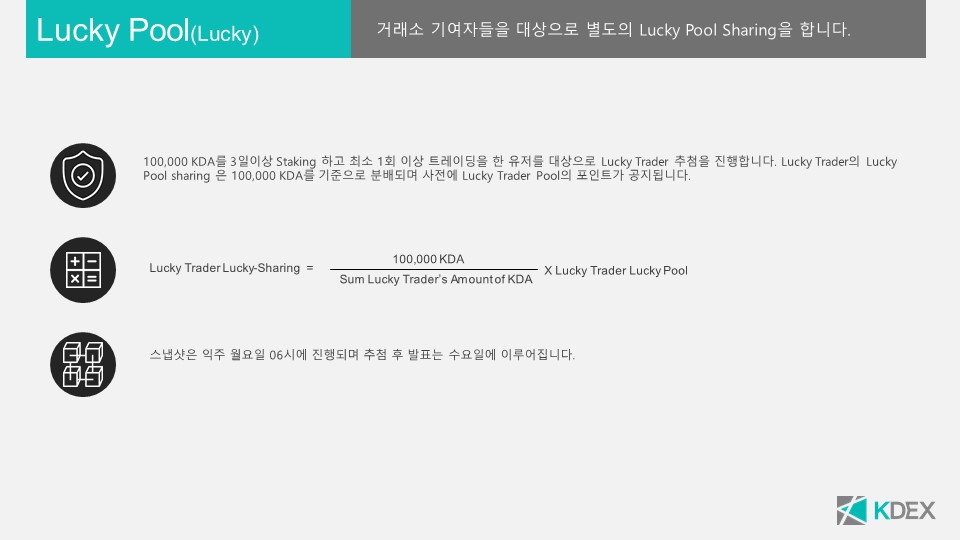 Lucky Pool(Lucky)
거래소 기여자들을 대상으로 별도의 Lucky Pool Sharing을 합니다.
100,000 KDA를 3일이상 Staking 하고 최소 1회 이상 트레이딩을 한 유저를 대상으로 Lucky Trader 추첨을 진행합니다. Lucky Trader의 Lucky
Pool sharing 은 100,000 KDA를 기준으로 분배되며 사전에 Lucky Trader Pool의 포인트가 공지됩니다.
Lucky Trader Lucky-Sharing =
100,000 KDA
Sum Lucky Trader's Amount of KDA
X Lucky Trader Lucky Pool
스냅샷은 익주 월요일 06시에 진행되며 추첨 후 발표는 수요일에 이루어집니다.
KDEX